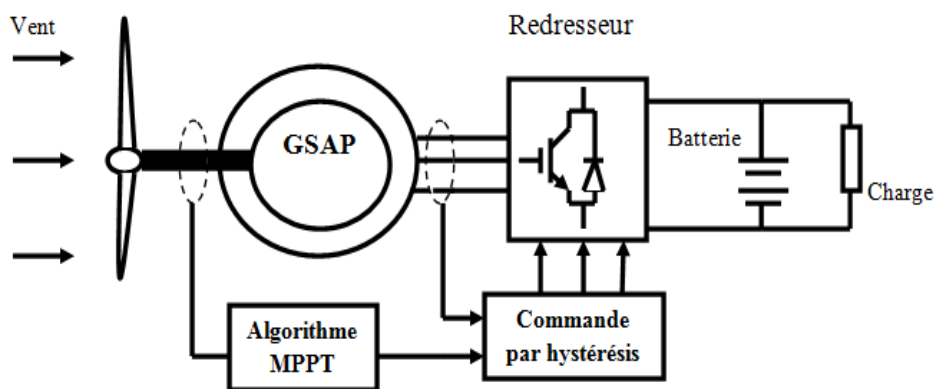 Vent
Redresseur
GSAP
Batterie
Charge
Algorithme
MPPT
Commande
par hystérésis